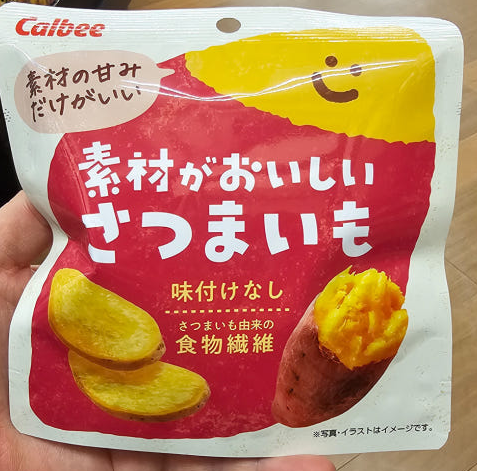 Calbee
素材の甘み
だけがいい
素材がおいしい
さつまいも
味付けなし
さつまいも由来の
食物繊維
※写真・イラストはイメージです。